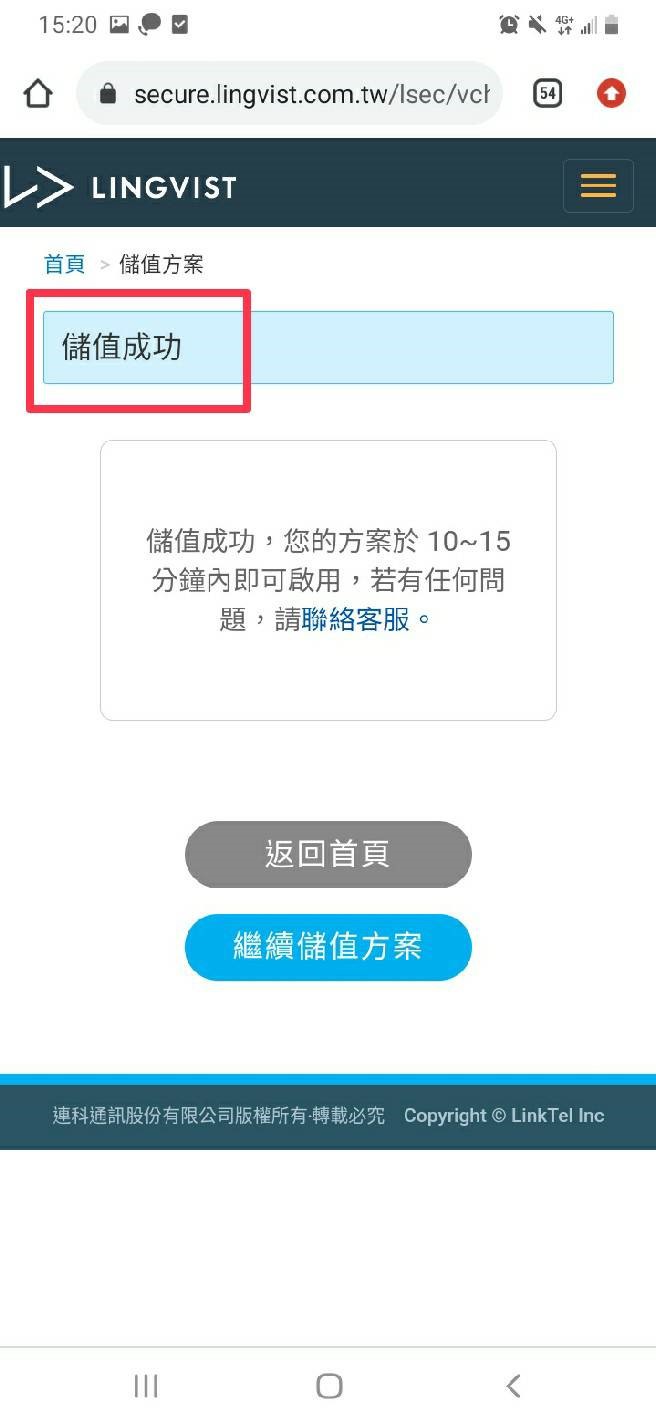 15:20
4G+
secure.lingvist.com.tw/lsec/vch
54
LINGVIST
首頁 > 儲值方案
儲值成功
儲值成功，您的方案於 10~15
分鐘內即可啟用，若有任何問
題，請聯絡客服。
返回首頁
繼續儲值方案
連科通訊股份有限公司版權所有‧轉載必究 Copyright © LinkTel Inc